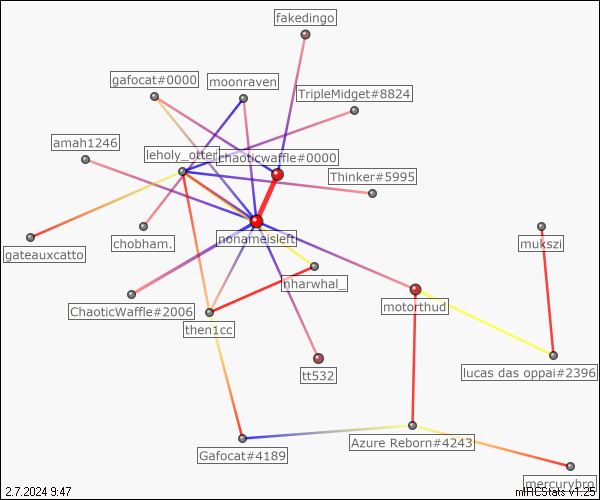 fakedingo
gafocat#0000
moonraven
TripleMidget#8824
amah1246
leholy_otter
chaoticwaffle#0000
Thinker#5995
gateauxcatto
chobham.
nonameisleft
mukszi
nharwhal_
ChaoticWaffle#2006
motorthud
then1cc
tt532
lucas das oppai#2396
Gafocat#4189
Azure Reborn#4243
mercurybro
2.7.2024 9:47
mIRCStats v1.25